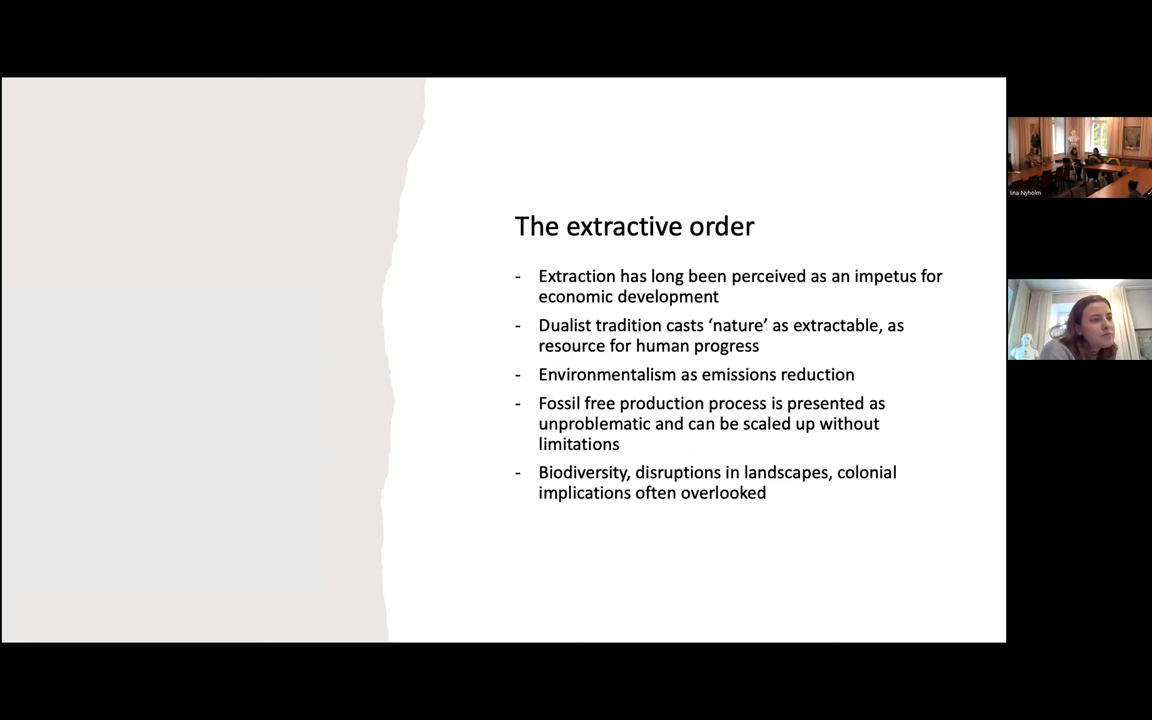 The extractive order
- Extraction has long been perceived as an impetus for
economic development
- Dualist tradition casts ‘nature’ as extractable, as
resource for human progress
- Environmentalism as emissions reduction
- Fossil free production process is presented as
unproblematic and can be scaled up without
limitations
- Biodiversity, disruptions in landscapes, colonial
implications often overlooked
Iina Nyholm